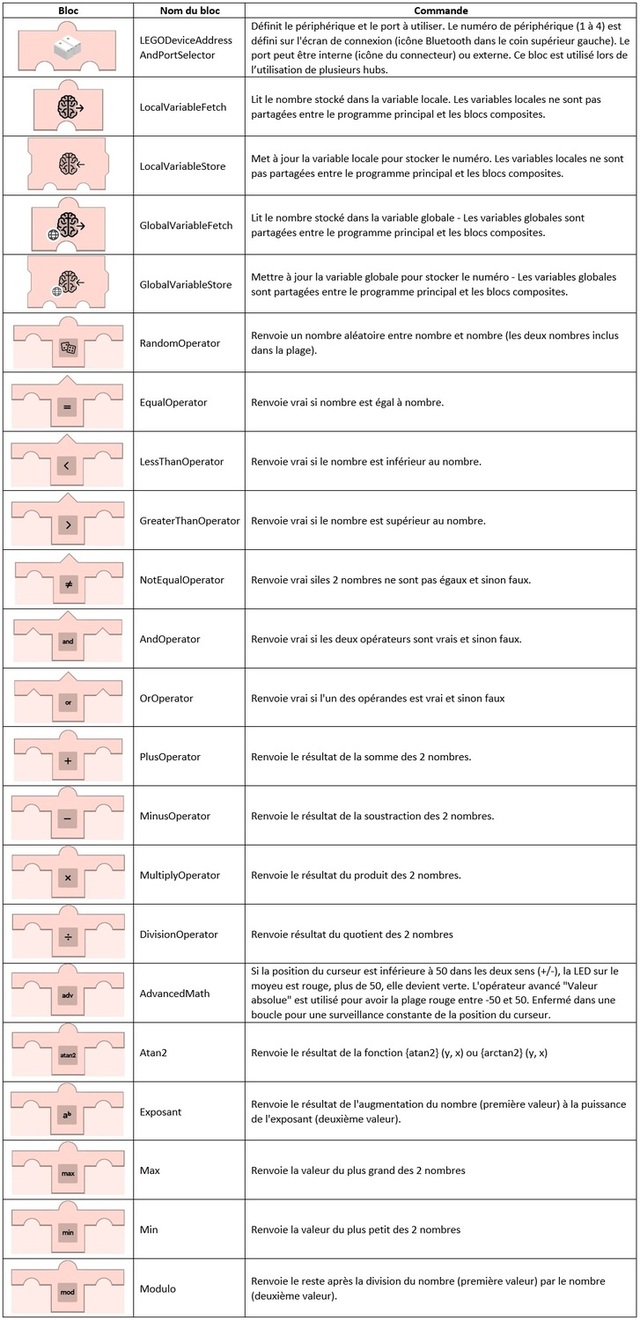 Bloc Nom du bloc Commande
LEGODeviceAddress
AndPortSelector
Définit le périphérique et le port à utiliser. Le numéro de périphérique (1 à 4) est
défini sur l'écran de connexion (icône Bluetooth dans le coin supérieur gauche). Le
port peut être interne (icône du connecteur) ou externe. Ce bloc est utilisé lors de
l'utilisation de plusieurs hubs.
LocalVariableFetch
Lit le nombre stocké dans la variable locale. Les variables locales ne sont pas
partagées entre le programme principal et les blocs composites.
LocalVariableStore
Met à jour la variable locale pour stocker le numéro. Les variables locales ne sont
pas partagées entre le programme principal et les blocs composites.
GlobalVariableFetch
Lit le nombre stocké dans la variable globale - Les variables globales sont
partagées entre le programme principal et les blocs composites.
GlobalVariableStore
Mettre à jour la variable globale pour stocker le numéro - Les variables globales
sont partagées entre le programme principal et les blocs composites.
RandomOperator
Renvoie un nombre aléatoire entre nombre et nombre (les deux nombres inclus
dans la plage).
= EqualOperator Renvoie vrai si nombre est égal à nombre.
< LessThanOperator Renvoie vrai si le nombre est inférieur au nombre.
> GreaterThanOperator Renvoie vrai si le nombre est supérieur au nombre.
≠ NotEqualOperator Renvoie vrai siles 2 nombres ne sont pas égaux et sinon faux.
and AndOperator Renvoie vrai si les deux opérateurs sont vrais et sinon faux.
or OrOperator Renvoie vrai si l'un des opérandes est vrai et sinon faux
+ PlusOperator Renvoie le résultat de la somme des 2 nombres.
− MinusOperator Renvoie le résultat de la soustraction des 2 nombres.
× MultiplyOperator Renvoie le résultat du produit des 2 nombres.
÷ DivisionOperator Renvoie résultat du quotient des 2 nombres
adv AdvancedMath
Si la position du curseur est inférieure à 50 dans les deux sens (+/-), la LED sur le
moyeu est rouge, plus de 50, elle devient verte. L'opérateur avancé "Valeur
absolue" est utilisé pour avoir la plage rouge entre -50 et 50. Enfermé dans une
boucle pour une surveillance constante de la position du curseur.
atan2 Atan2 Renvoie le résultat de la fonction {atan2} (y, x) ou {arctan2} (y, x)
aᵇ Exposant
Renvoie le résultat de l'augmentation du nombre (première valeur) à la puissance
de l'exposant (deuxième valeur).
max Max Renvoie la valeur du plus grand des 2 nombres
min Min Renvoie la valeur du plus petit des 2 nombres
mod Modulo
Renvoie le reste après la division du nombre (première valeur) par le nombre
(deuxième valeur).